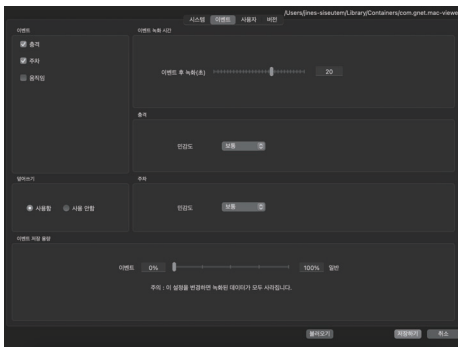 /Users/jines-siseutem/Library/Containers/com.gnet.mac-viewe
시스템 이벤트 사용자 버전
이벤트 이벤트 녹화 시간
충격
주차
움직임
이벤트 후 녹화(초) 20
충격
민감도 보통
덮어쓰기 주차
사용함 사용 안함
민감도 보통
이벤트 저장 용량
이벤트 0% 100% 일반
주의 : 이 설정을 변경하면 녹화된 데이터가 모두 사라집니다.
불러오기 저장하기 취소